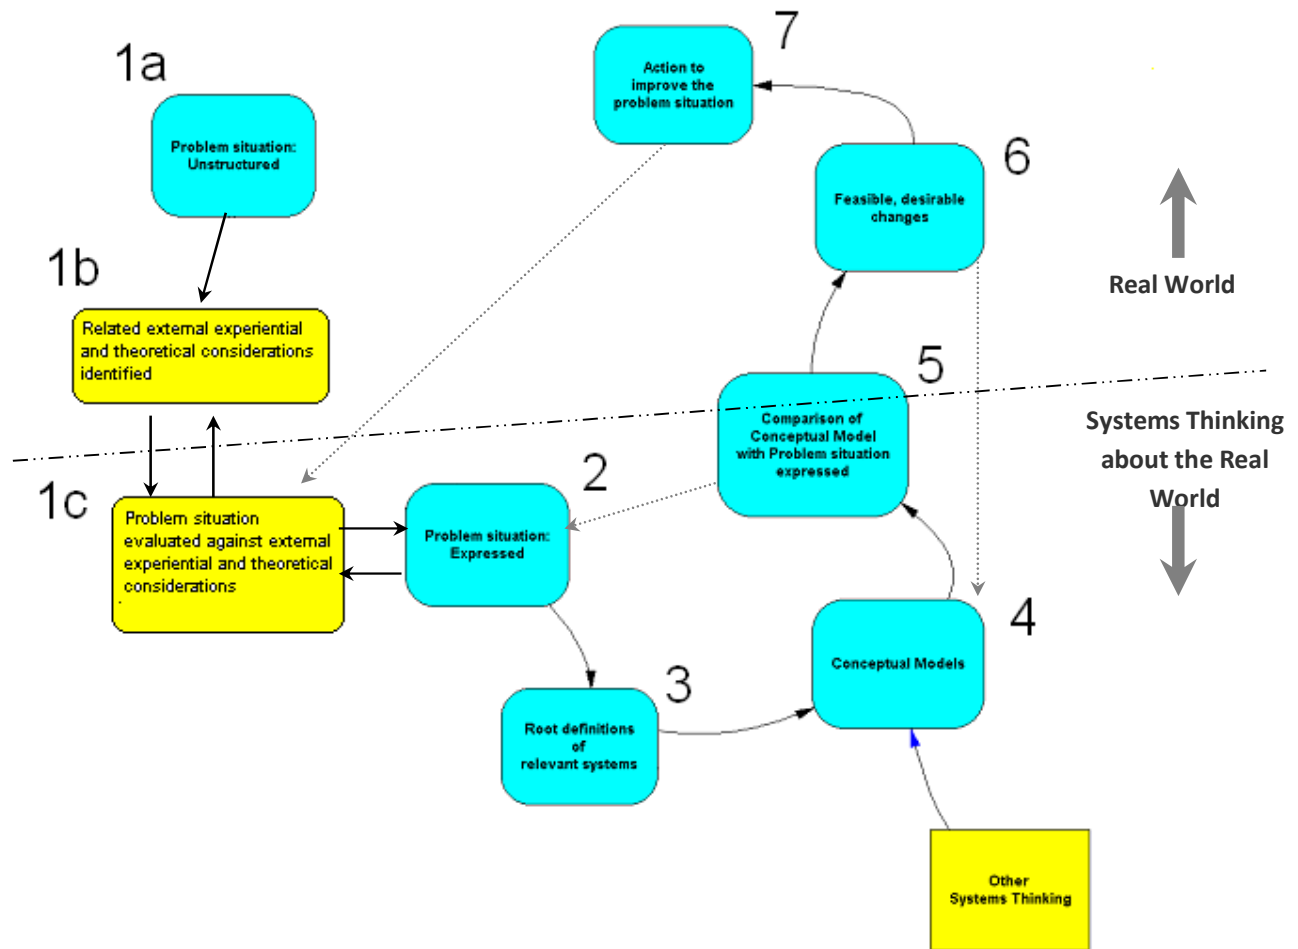 1a
Problem situation:
Unstructured
1b
Related external experiential
and theoretical considerations
identified
1c
Problem situation
evaluated against external
experiential and theoretical
considerations
.
2
Problem situation:
Expressed
3
Root definitions
of
relevant systems
4
Conceptual Models
Other
Systems Thinking
5
Comparison of
Conceptual Model
with Problem situation
expressed
6
Feasible, desirable
changes
7
Action to
improve the
problem situation
Real World
Systems Thinking
about the Real
World